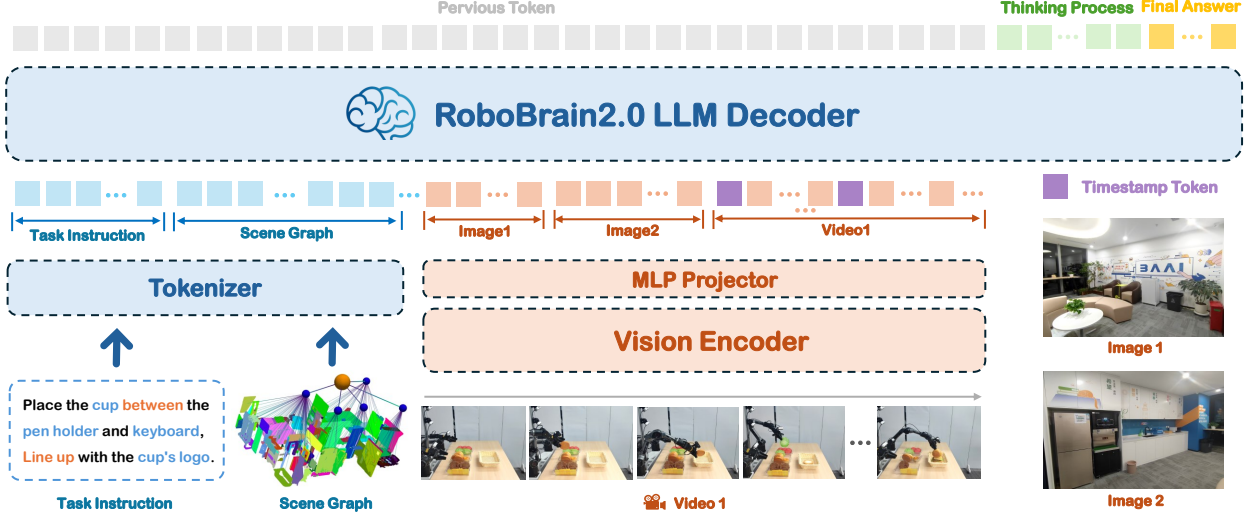 Pervious Token
Thinking Process
Final Answer
RoboBrain2.0 LLM Decoder
Task Instruction
Scene Graph
Image1
Image2
Video1
Timestamp Token
Tokenizer
MLP Projector
Vision Encoder
BAAI
Image 1
Place the cup between the
pen holder and keyboard,
Line up with the cup's logo.
Task Instruction
Scene Graph
Video 1
Image 2